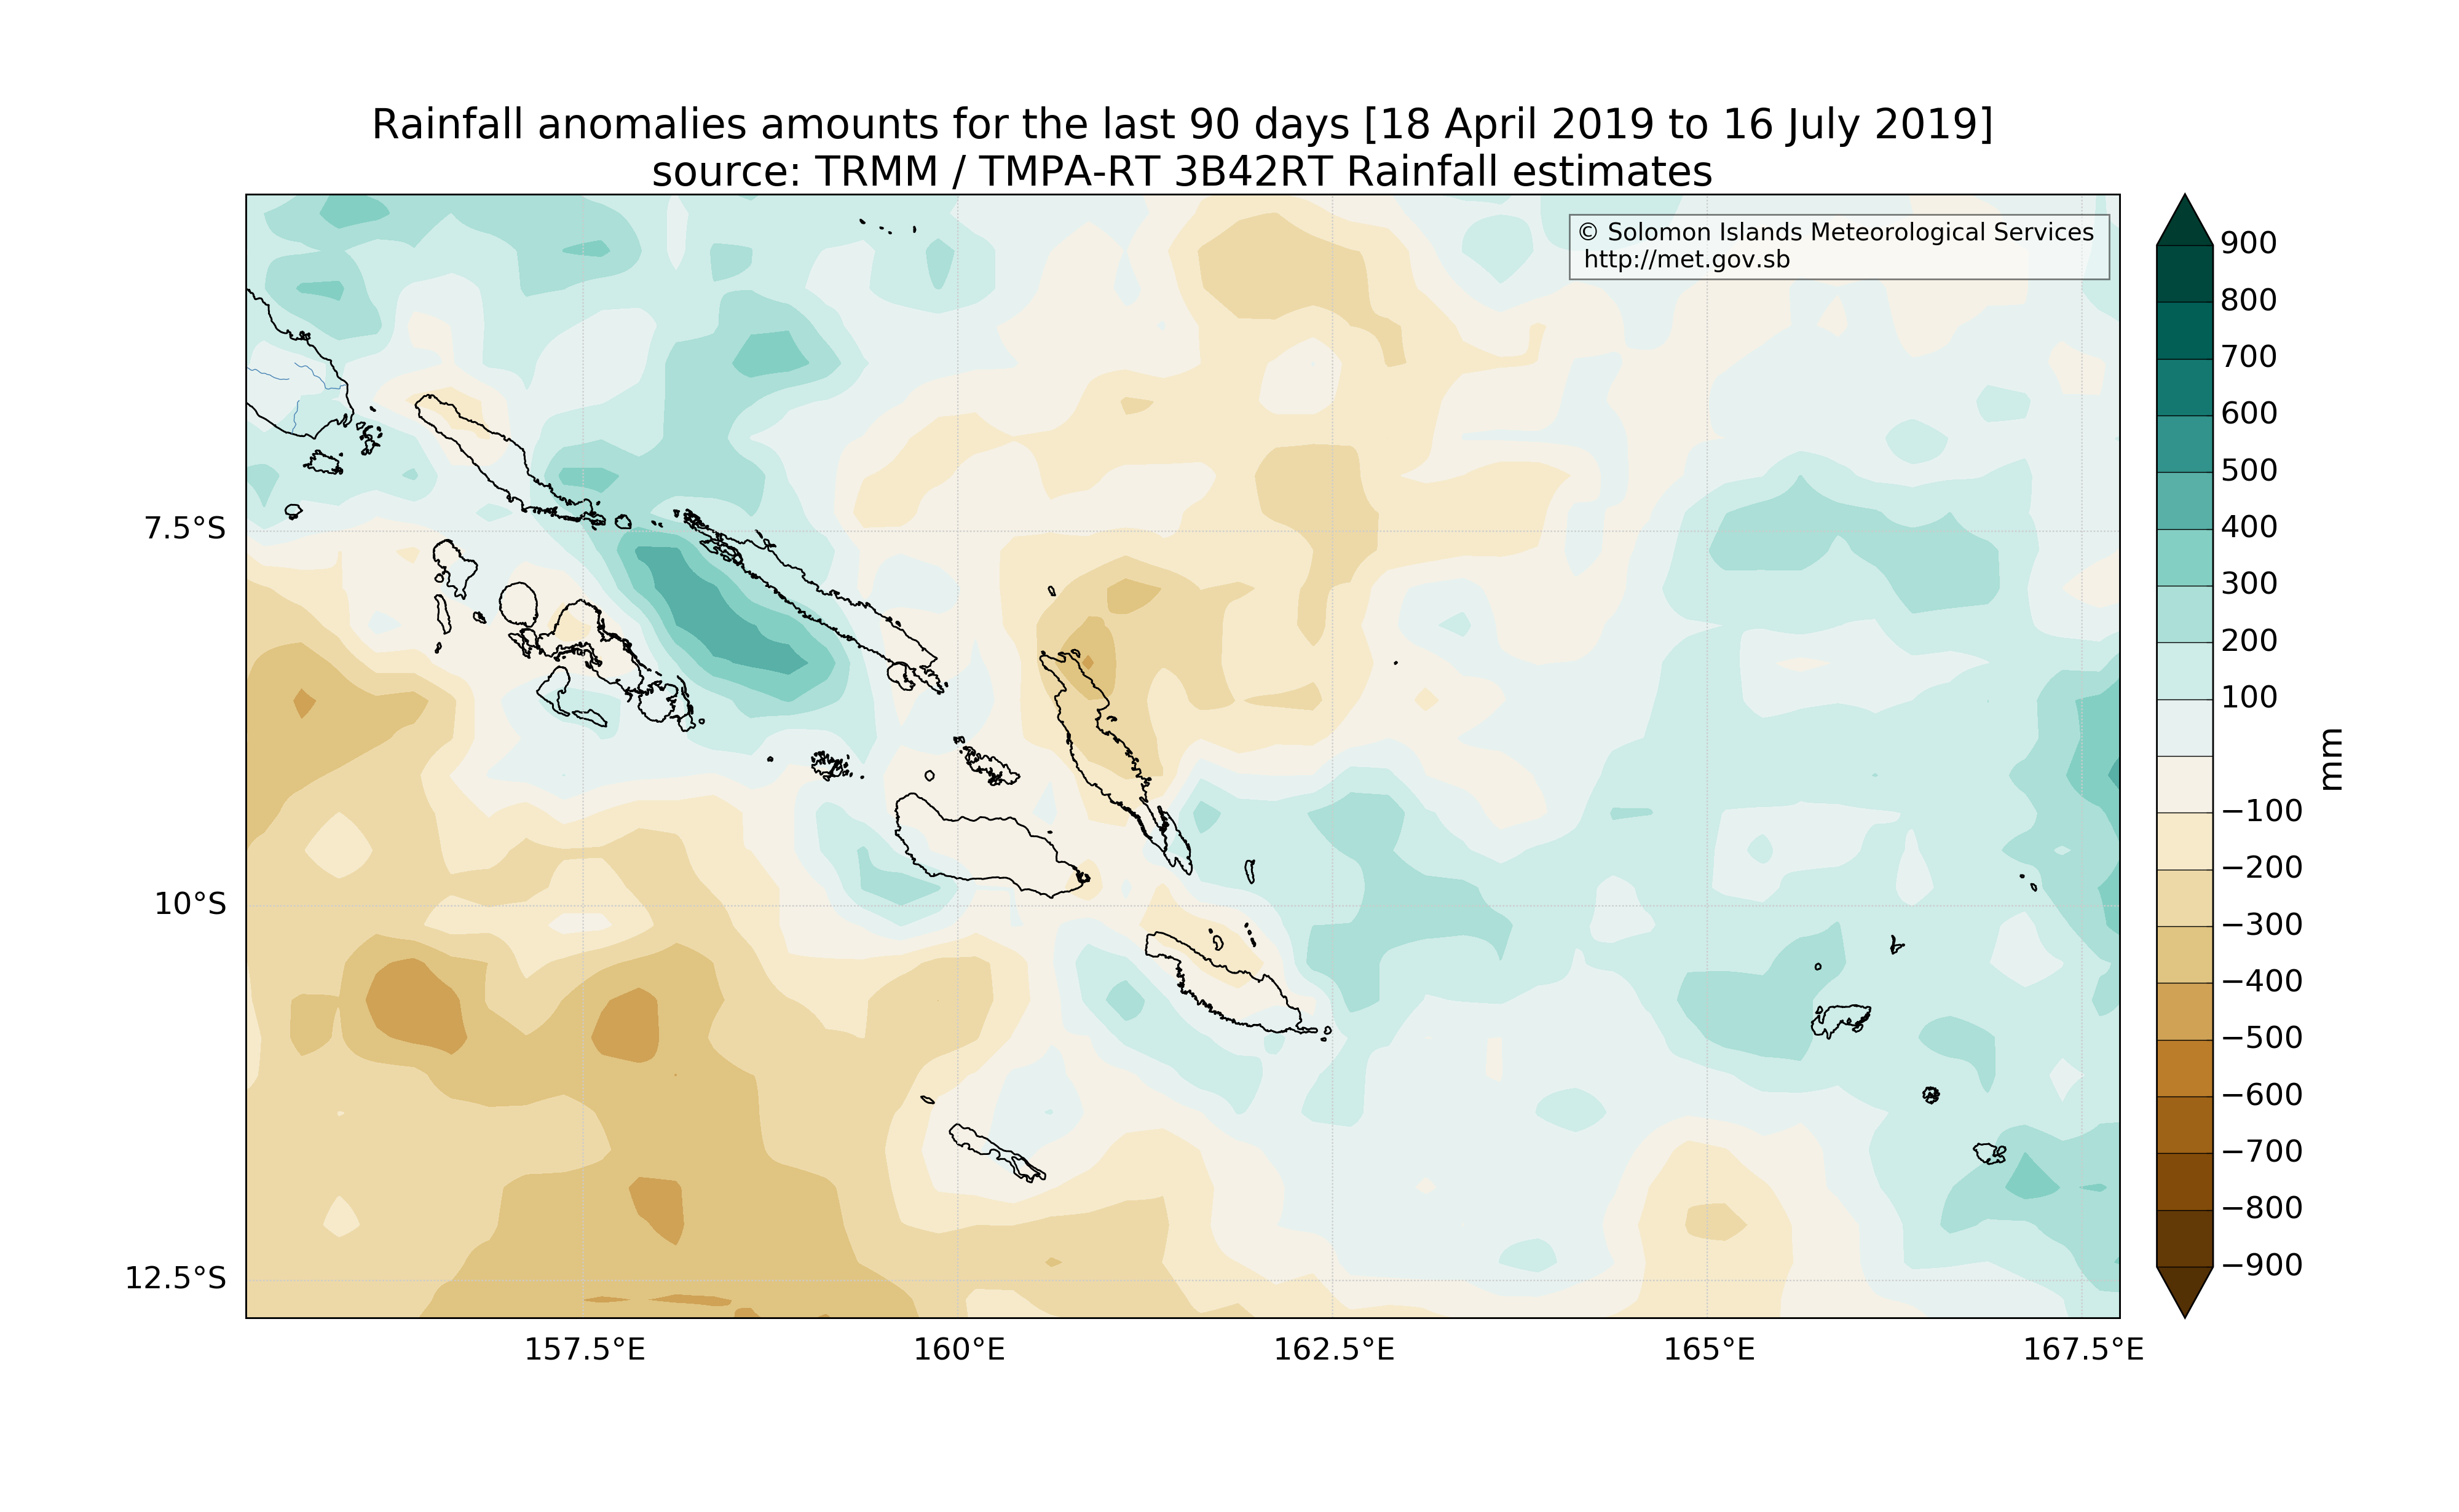 Rainfall anomalies amounts for the last 90 days [18 April 2019 to 16 July 2019]
source: TRMM / TMPA-RT 3B42RT Rainfall estimates
© Solomon Islands Meteorological Services
http://met.gov.sb
7.5°S
10°S
12.5°S
157.5°E
160°E
162.5°E
165°E
167.5°E
900
800
700
600
500
400
300
200
100
−100
−200
−300
−400
−500
−600
−700
−800
−900
mm